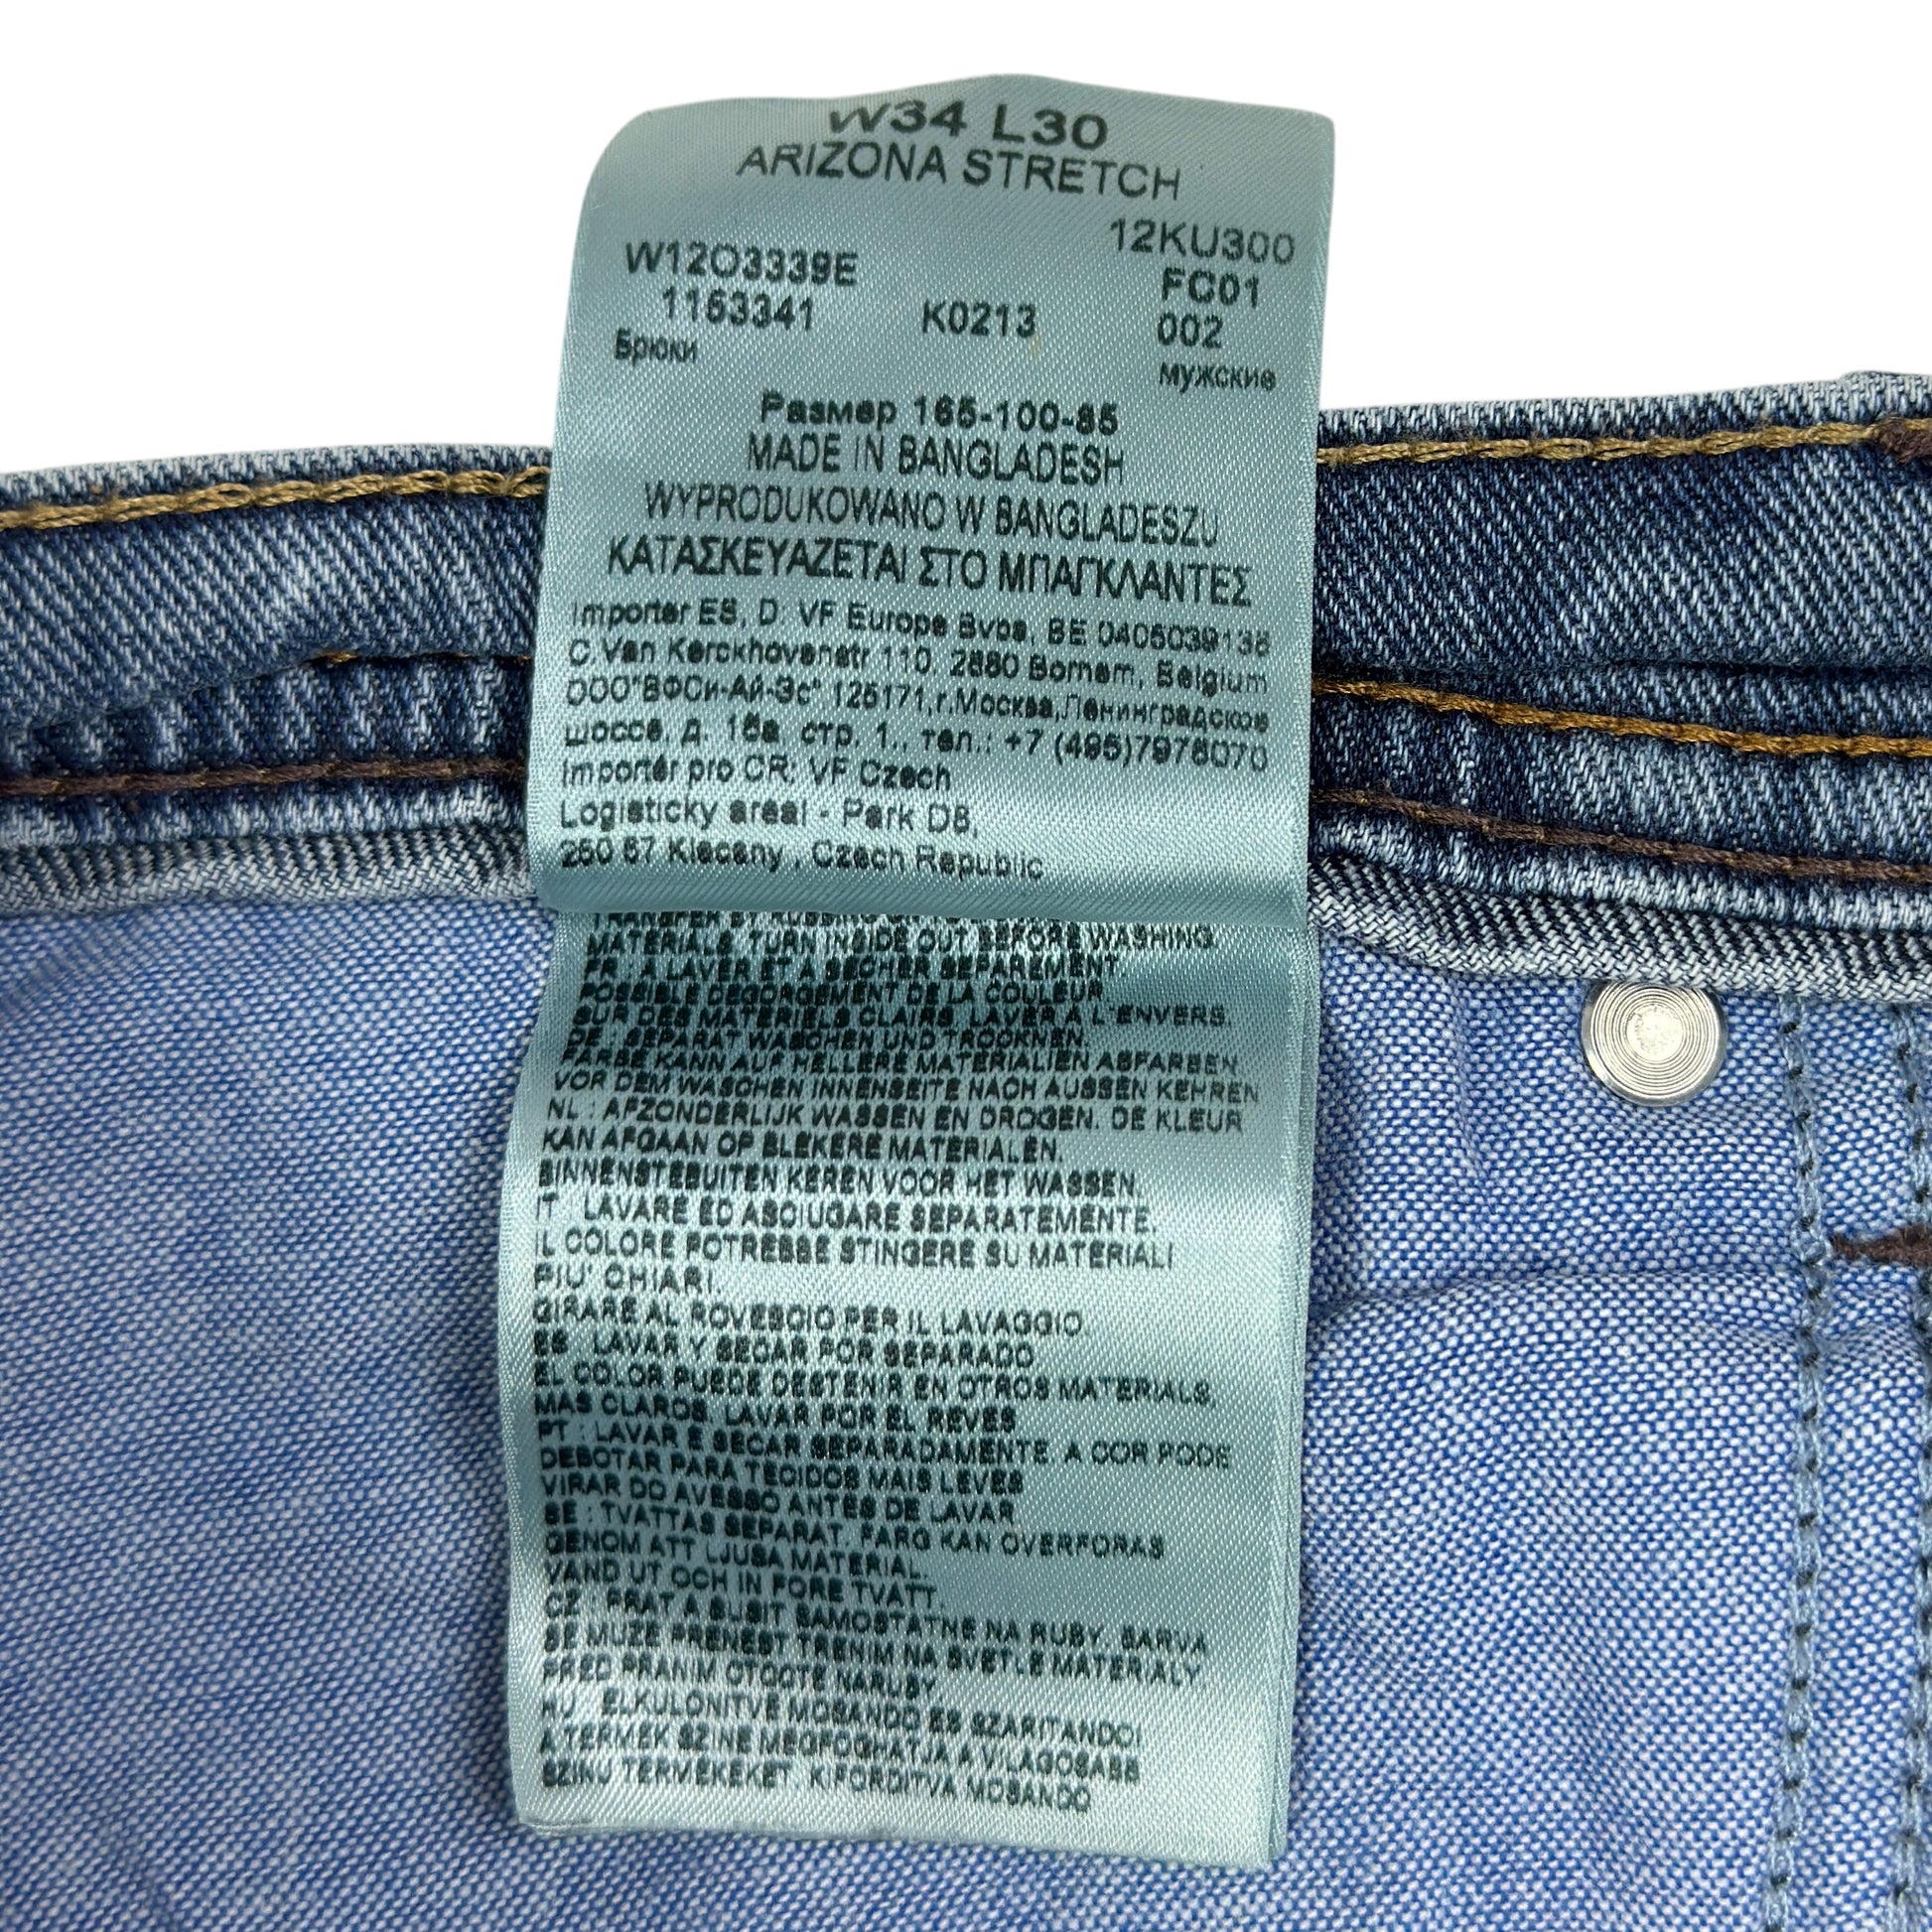 W34 L30
ARIZONA STRETCH
12KU300
W12O3339E
FC01
1153341 K0213 002
Брюки мужские
Размер 165-100-85
MADE IN BANGLADESH
WYPRODUKOWANO W BANGLADESZU
ΚΑΤΑΣΚΕΥΑΖΕΤΑΙ ΣΤΟ ΜΠΑΓΚΛΑΝΤΕΣ
Importer ES, D: VF Europe Bvba, BE 0405039135
C.Van Kerckhovenstr 110, 2880 Bornem, Belgium
ООО"ВФСи-Ай-Эс" 125171,г.Москва,Ленинградское
шоссе, д. 16а, стр. 1., тел.: +7 (495)7978070
Importér pro CR: VF Czech
Logisticky areal - Park D8,
250 67 Klecany , Czech Republic
MATERIALS, TURN INSIDE OUT BEFORE WASHING.
FR : A LAVER ET A SECHER SEPAREMENT.
POSSIBLE DEGORGEMENT DE LA COULEUR
SUR DES MATERIELS CLAIRS, LAVER A L'ENVERS.
DE : SEPARAT WASCHEN UND TROCKNEN.
FARBE KANN AUF HELLERE MATERIALIEN ABFARBEN.
VOR DEM WASCHEN INNENSEITE NACH AUSSEN KEHREN
NL : AFZONDERLIJK WASSEN EN DROGEN. DE KLEUR
KAN AFGAAN OP BLEKERE MATERIALEN.
BINNENSTEBUITEN KEREN VOOR HET WASSEN.
IT : LAVARE ED ASCIUGARE SEPARATEMENTE.
IL COLORE POTREBBE STINGERE SU MATERIALI
PIU' CHIARI.
GIRARE AL ROVESCIO PER IL LAVAGGIO
ES : LAVAR Y SECAR POR SEPARADO
EL COLOR PUEDE DESTENIR EN OTROS MATERIALS
MAS CLAROS, LAVAR POR EL REVES
PT : LAVAR E SECAR SEPARADAMENTE. A COR PODE
DEBOTAR PARA TECIDOS MAIS LEVES
VIRAR DO AVESSO ANTES DE LAVAR
SE : TVATTAS SEPARAT. FARG KAN OVERFORAS
GENOM ATT LJUSA MATERIAL.
VAND UT OCH IN FORE TVATT.
CZ : PRAT A SUSIT SAMOSTATNE NA RUBY. BARVA
SE MUZE PRENEST TRENIM NA SVETLE MATERIALY
PRED PRANIM OTOCTE NARUBY.
HU : ELKULONITVE MOSANDO ES SZARITANDO!
A TERMEK SZINE MEGFOGHATJA A VILAGOSABB
SZINU TERMEKEKET, KIFORDITVA MOSANDO